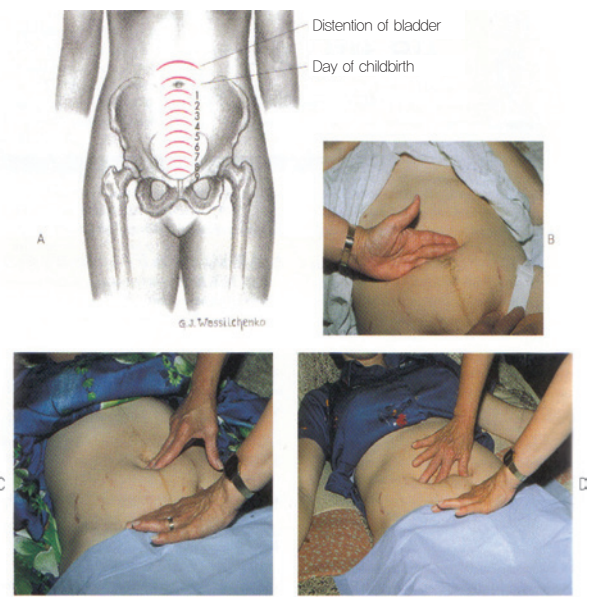 Distention of bladder
Day of childbirth
1
2
3
4
5
6
7
8
9
A
B
G.J. Wassilchenko
C
D